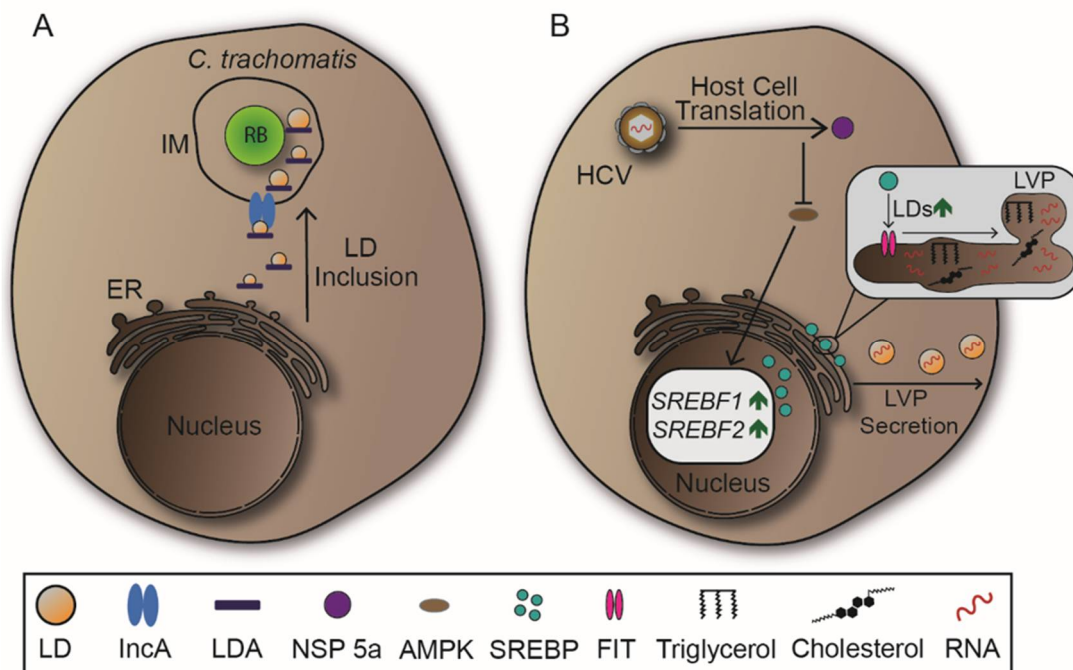 A
C. trachomatis
RB
IM
LD
Inclusion
ER
Nucleus
B
Host Cell
Translation
HCV
LVP
LDs
SREBF1
SREBF2
Nucleus
LVP
Secretion
LD
IncA
LDA
NSP 5a
AMPK
SREBP
FIT
Triglycerol
Cholesterol
RNA